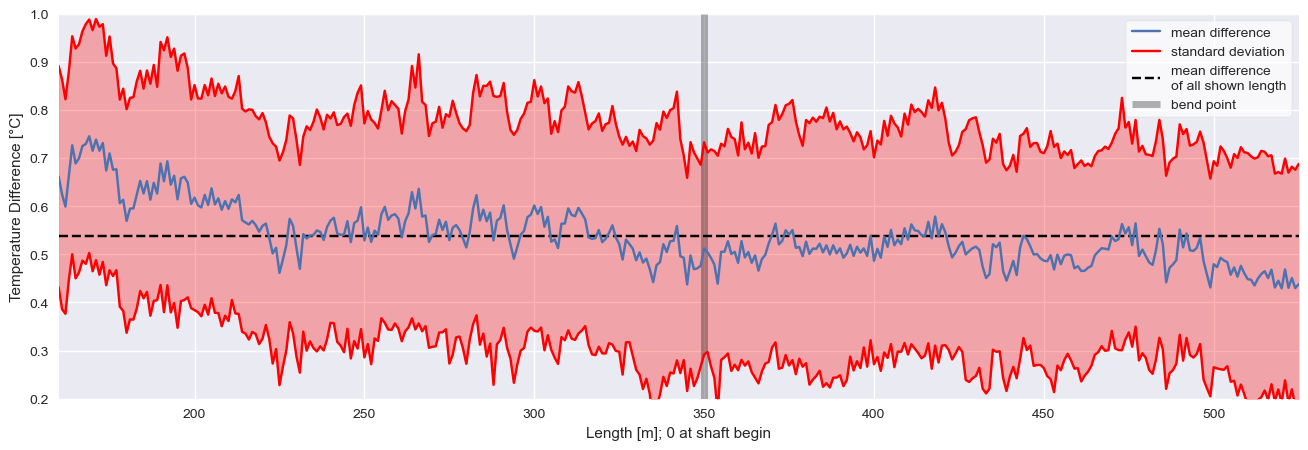 1.0
0.9
0.8
0.7
0.6
0.5
0.4
0.3
0.2
Temperature Difference [°C]
200
250
300
350
400
450
500
Length [m]; 0 at shaft begin
mean difference
standard deviation
mean difference
of all shown length
bend point